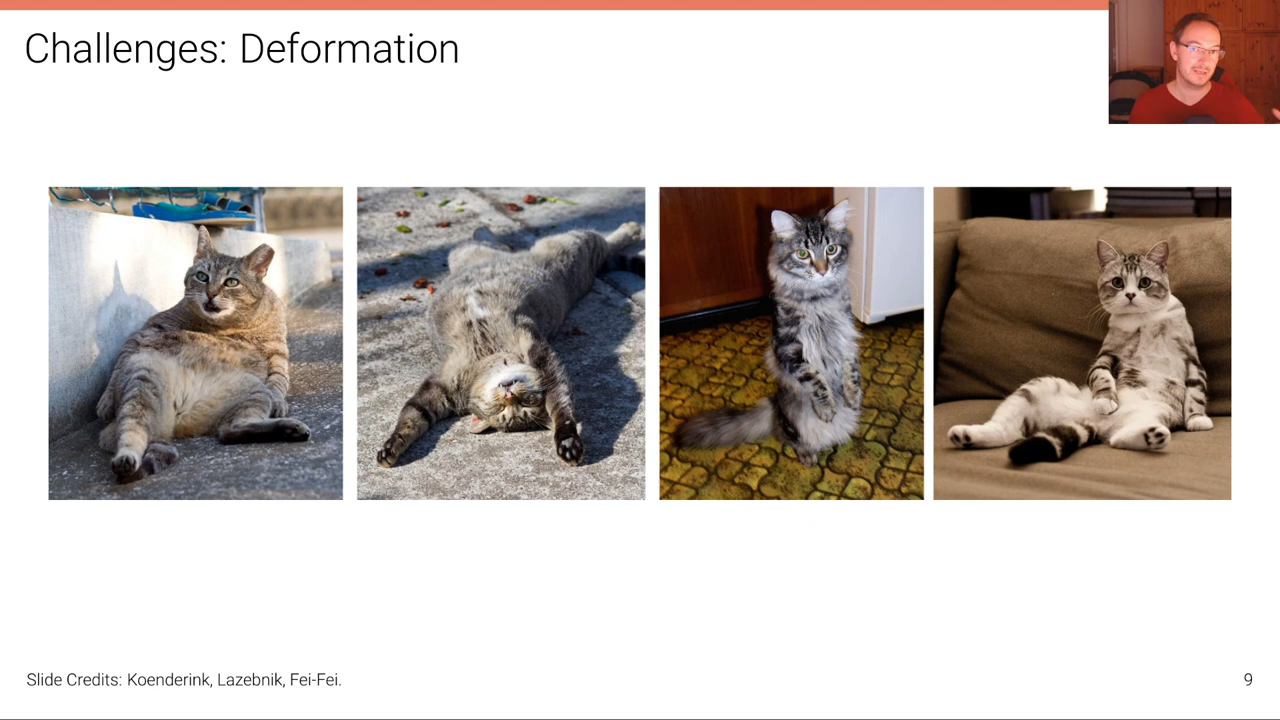 Challenges: Deformation
Slide Credits: Koenderink, Lazebnik, Fei-Fei.
9